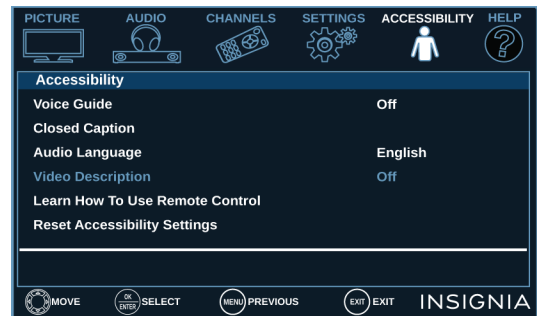 PICTURE AUDIO CHANNELS SETTINGS ACCESSIBILITY HELP
Accessibility
Voice Guide Off
Closed Caption
Audio Language English
Video Description Off
Learn How To Use Remote Control
Reset Accessibility Settings
MOVE OK ENTER SELECT MENU PREVIOUS EXIT EXIT INSIGNIA